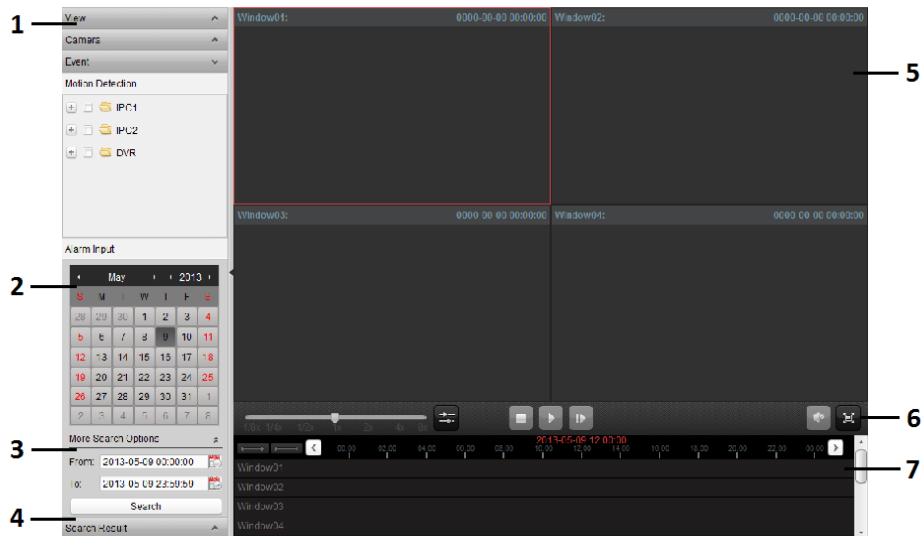 1
View
Camera
Event
Motion Detection
IPC1
IPC2
DVR
Alarm Input
2
May 2013
S M T W T F S
28 29 30 1 2 3 4
5 6 7 8 9 10 11
12 13 14 15 16 17 18
19 20 21 22 23 24 25
26 27 28 29 30 31 1
2 3 4 5 6 7 8
3
More Search Options
From: 2013-05-09 00:00:00
To: 2013-05-09 23:59:59
Search
4
Search Result
Window01: 0000-00-00 00:00:00
Window02: 0000-00-00 00:00:00
5
Window03: 0000-00-00 00:00:00
Window04: 0000-00-00 00:00:00
1/8x 1/4x 1/2x 1x 2x 4x 8x
6
2013-05-09 12:00:00
00:00 02:00 04:00 06:00 08:00 10:00 12:00 14:00 16:00 18:00 20:00 22:00 00:00
7
Window01
Window02
Window03
Window04